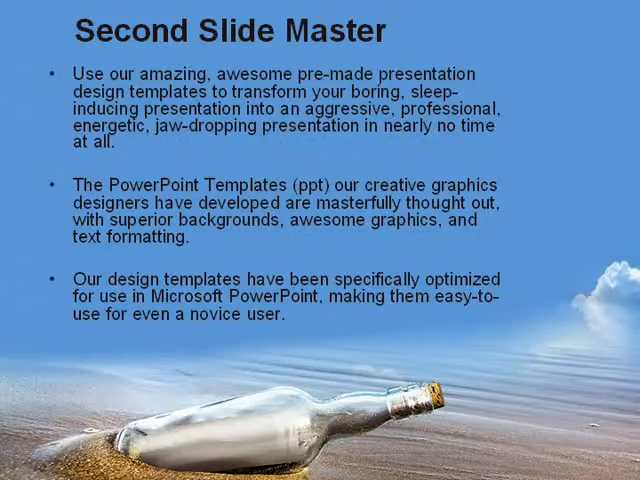 Second Slide Master
• Use our amazing, awesome pre-made presentation
design templates to transform your boring, sleep-
inducing presentation into an aggressive, professional,
energetic, jaw-dropping presentation in nearly no time
at all.
• The PowerPoint Templates (ppt) our creative graphics
designers have developed are masterfully thought out,
with superior backgrounds, awesome graphics, and
text formatting.
• Our design templates have been specifically optimized
for use in Microsoft PowerPoint, making them easy-to-
use for even a novice user.